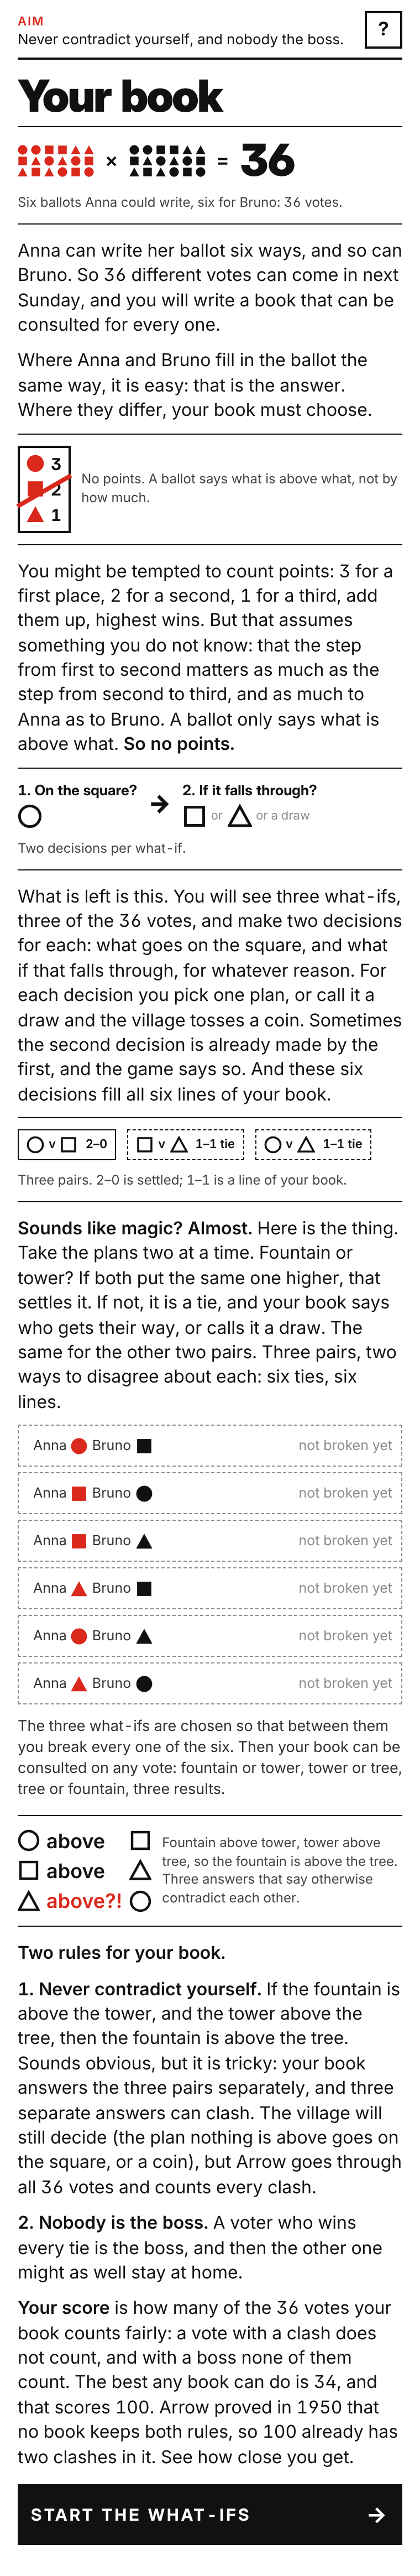 AIM
Never contradict yourself, and nobody the boss.
?
Your book
× = 36
Six ballots Anna could write, six for Bruno: 36 votes.
Anna can write her ballot six ways, and so can
Bruno. So 36 different votes can come in next
Sunday, and you will write a book that can be
consulted for every one.
Where Anna and Bruno fill in the ballot the
same way, it is easy: that is the answer.
Where they differ, your book must choose.
3
2
1
No points. A ballot says what is above what, not by
how much.
You might be tempted to count points: 3 for a
first place, 2 for a second, 1 for a third, add
them up, highest wins. But that assumes
something you do not know: that the step
from first to second matters as much as the
step from second to third, and as much to
Anna as to Bruno. A ballot only says what is
above what. So no points.
1. On the square? → 2. If it falls through?
or or a draw
Two decisions per what-if.
What is left is this. You will see three what-ifs,
three of the 36 votes, and make two decisions
for each: what goes on the square, and what
if that falls through, for whatever reason. For
each decision you pick one plan, or call it a
draw and the village tosses a coin. Sometimes
the second decision is already made by the
first, and the game says so. And these six
decisions fill all six lines of your book.
v 2–0 v 1–1 tie v 1–1 tie
Three pairs. 2–0 is settled; 1–1 is a line of your book.
Sounds like magic? Almost. Here is the thing.
Take the plans two at a time. Fountain or
tower? If both put the same one higher, that
settles it. If not, it is a tie, and your book says
who gets their way, or calls it a draw. The
same for the other two pairs. Three pairs, two
ways to disagree about each: six ties, six
lines.
Anna Bruno not broken yet
Anna Bruno not broken yet
Anna Bruno not broken yet
Anna Bruno not broken yet
Anna Bruno not broken yet
Anna Bruno not broken yet
The three what-ifs are chosen so that between them
you break every one of the six. Then your book can be
consulted on any vote: fountain or tower, tower or tree,
tree or fountain, three results.
above
above
above?!
Fountain above tower, tower above
tree, so the fountain is above the tree.
Three answers that say otherwise
contradict each other.
Two rules for your book.
1. Never contradict yourself. If the fountain is
above the tower, and the tower above the
tree, then the fountain is above the tree.
Sounds obvious, but it is tricky: your book
answers the three pairs separately, and three
separate answers can clash. The village will
still decide (the plan nothing is above goes on
the square, or a coin), but Arrow goes through
all 36 votes and counts every clash.
2. Nobody is the boss. A voter who wins
every tie is the boss, and then the other one
might as well stay at home.
Your score is how many of the 36 votes your
book counts fairly: a vote with a clash does
not count, and with a boss none of them
count. The best any book can do is 34, and
that scores 100. Arrow proved in 1950 that
no book keeps both rules, so 100 already has
two clashes in it. See how close you get.
START THE WHAT-IFS →